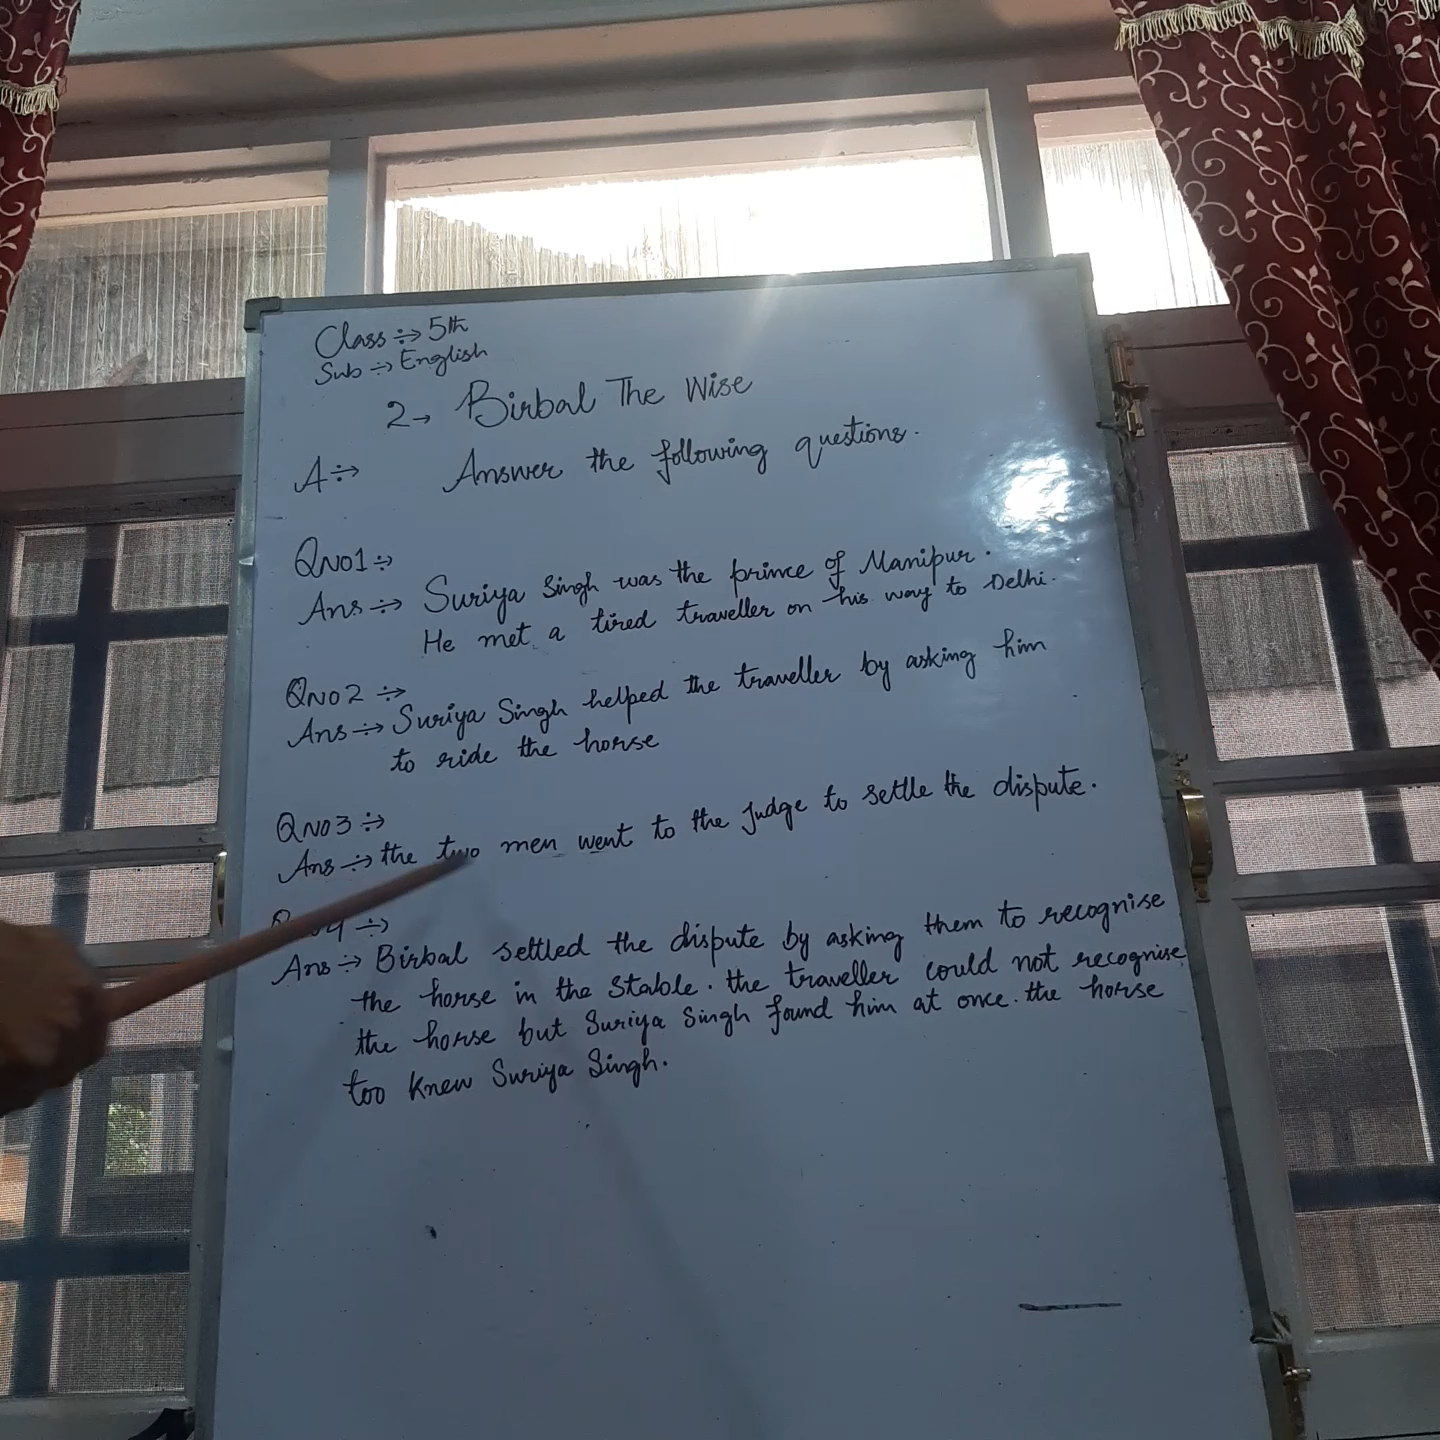 Class ÷> 5th
Sub ÷> English
2→ Birbal The Wise
A ÷> Answer the following questions.
QNO1 ÷>
Ans ÷> Suriya Singh was the prince of Manipur.
He met a tired traveller on his way to Delhi.
QNO2 ÷>
Ans ÷> Suriya Singh helped the traveller by asking him
to ride the horse
QNO3 ÷>
Ans ÷> the two men went to the judge to settle the dispute.
QNO4 ÷>
Ans ÷> Birbal settled the dispute by asking them to recognise
the horse in the Stable. the traveller could not recognise
the horse but Suriya Singh found him at once. the horse
too knew Suriya Singh.